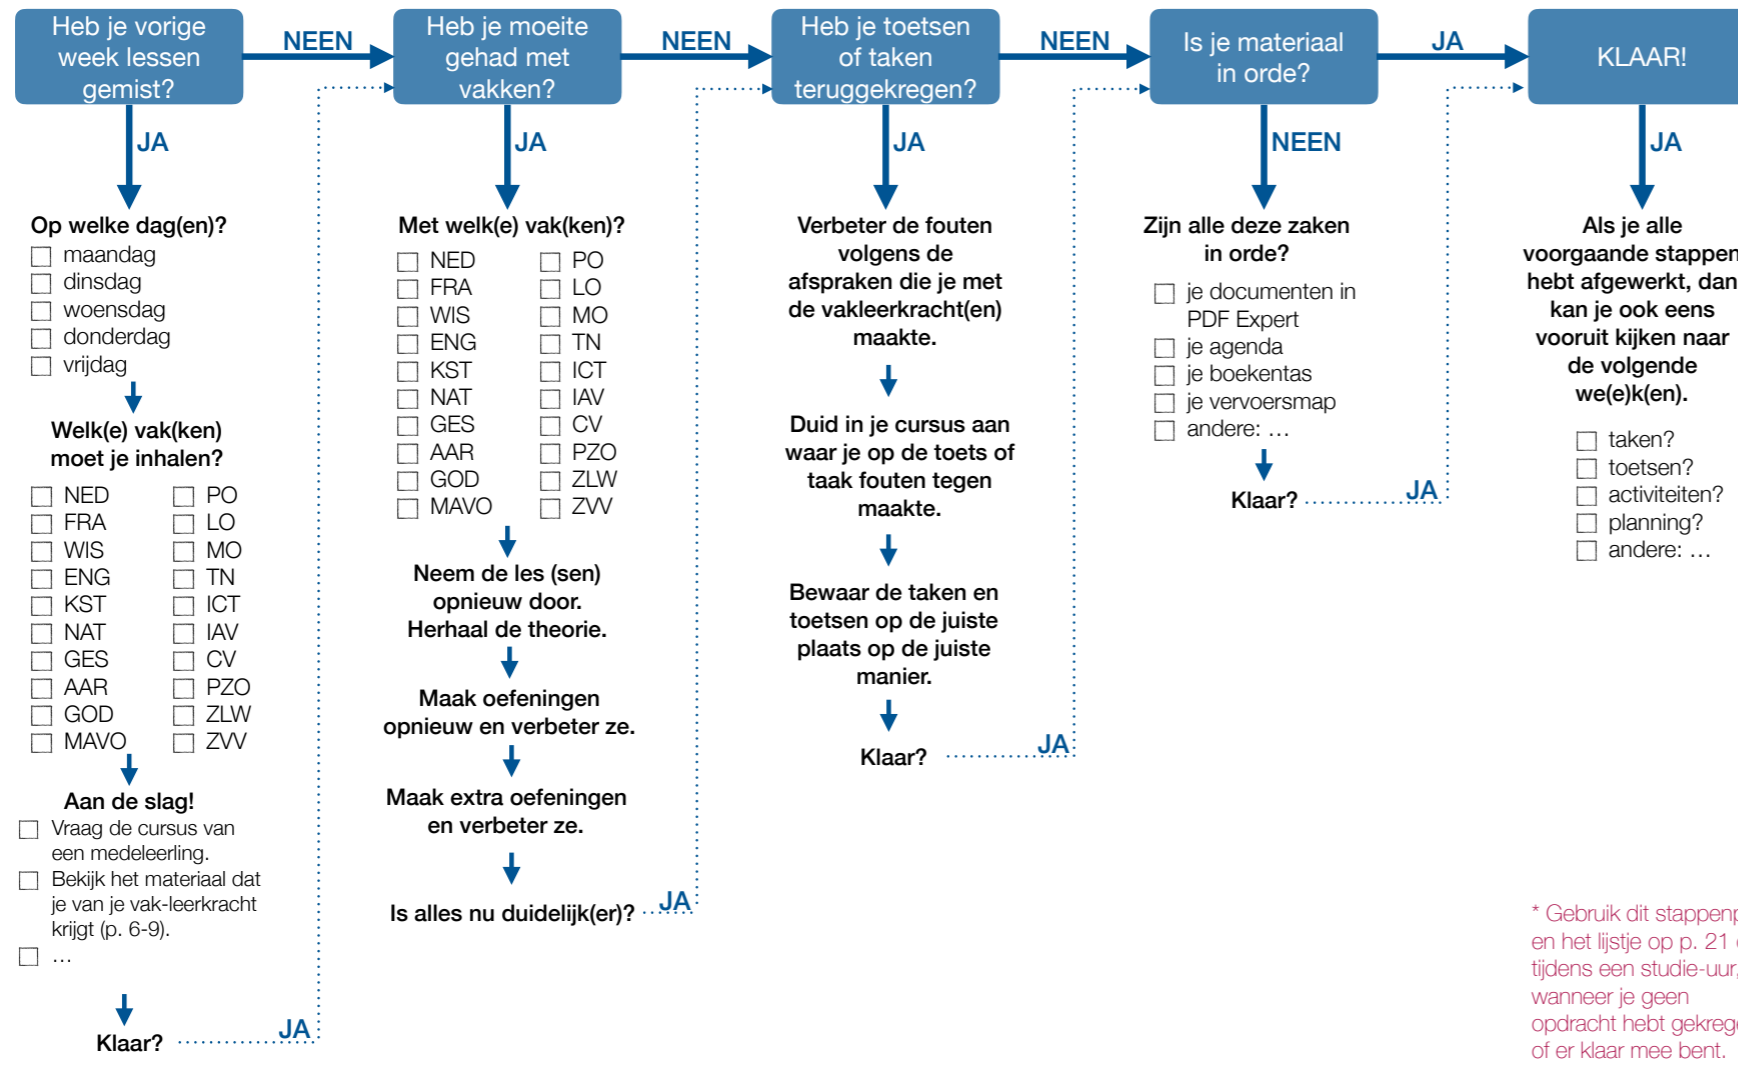 Heb je vorige
week lessen
gemist?
NEEN
JA
Op welke dag(en)?
maandag
dinsdag
woensdag
donderdag
vrijdag
Welk(e) vak(ken)
moet je inhalen?
NED
FRA
WIS
ENG
KST
NAT
GES
AAR
GOD
MAVO
PO
LO
MO
TN
ICT
IAV
CV
PZO
ZLW
ZVV
Aan de slag!
Vraag de cursus van
een medeleerling.
Bekijk het materiaal dat
je van je vak-leerkracht
krijgt (p. 6-9).
...
Klaar?
JA
Heb je moeite
gehad met
vakken?
NEEN
JA
Met welk(e) vak(ken)?
NED
FRA
WIS
ENG
KST
NAT
GES
AAR
GOD
MAVO
PO
LO
MO
TN
ICT
IAV
CV
PZO
ZLW
ZVV
Neem de les (sen)
opnieuw door.
Herhaal de theorie.
Maak oefeningen
opnieuw en verbeter ze.
Maak extra oefeningen
en verbeter ze.
Is alles nu duidelijk(er)?
JA
Heb je toetsen
of taken
teruggekregen?
NEEN
JA
Verbeter de fouten
volgens de
afspraken die je met
de vakleerkracht(en)
maakte.
Duid in je cursus aan
waar je op de toets of
taak fouten tegen
maakte.
Bewaar de taken en
toetsen op de juiste
plaats op de juiste
manier.
Klaar?
JA
Is je materiaal
in orde?
JA
NEEN
Zijn alle deze zaken
in orde?
je documenten in
PDF Expert
je agenda
je boekentas
je vervoersmap
andere: ...
Klaar?
JA
KLAAR!
JA
Als je alle
voorgaande stappen
hebt afgewerkt, dan
kan je ook eens
vooruit kijken naar
de volgende
we(e)k(en).
taken?
toetsen?
activiteiten?
planning?
andere: ...
* Gebruik dit
en het lijstje op p. 21
tijdens een studie-uur,
wanneer je geen
opdracht hebt
of er klaar mee bent.